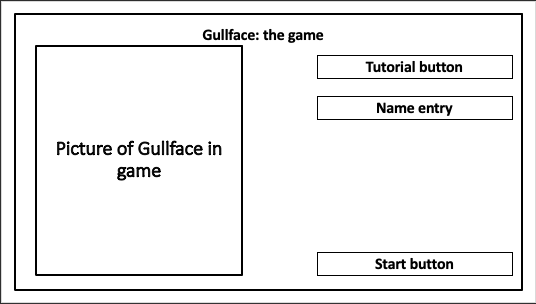 Gullface: the game
Tutorial button
Name entry
Picture of Gullface in
game
Start button